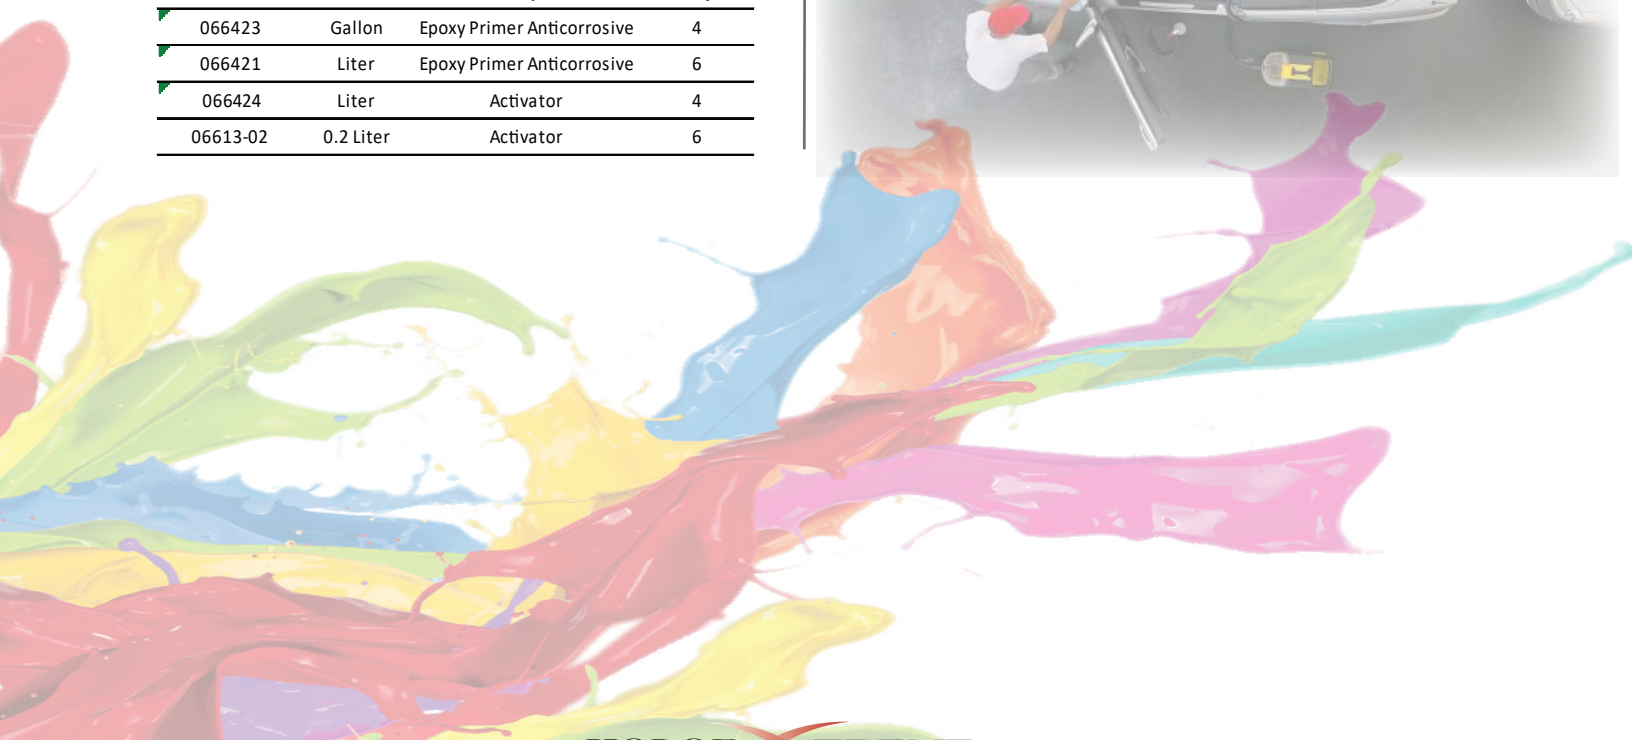 066423 Gallon Epoxy Primer Anticorrosive 4
066421 Liter Epoxy Primer Anticorrosive 6
066424 Liter Activator 4
06613-02 0.2 Liter Activator 6